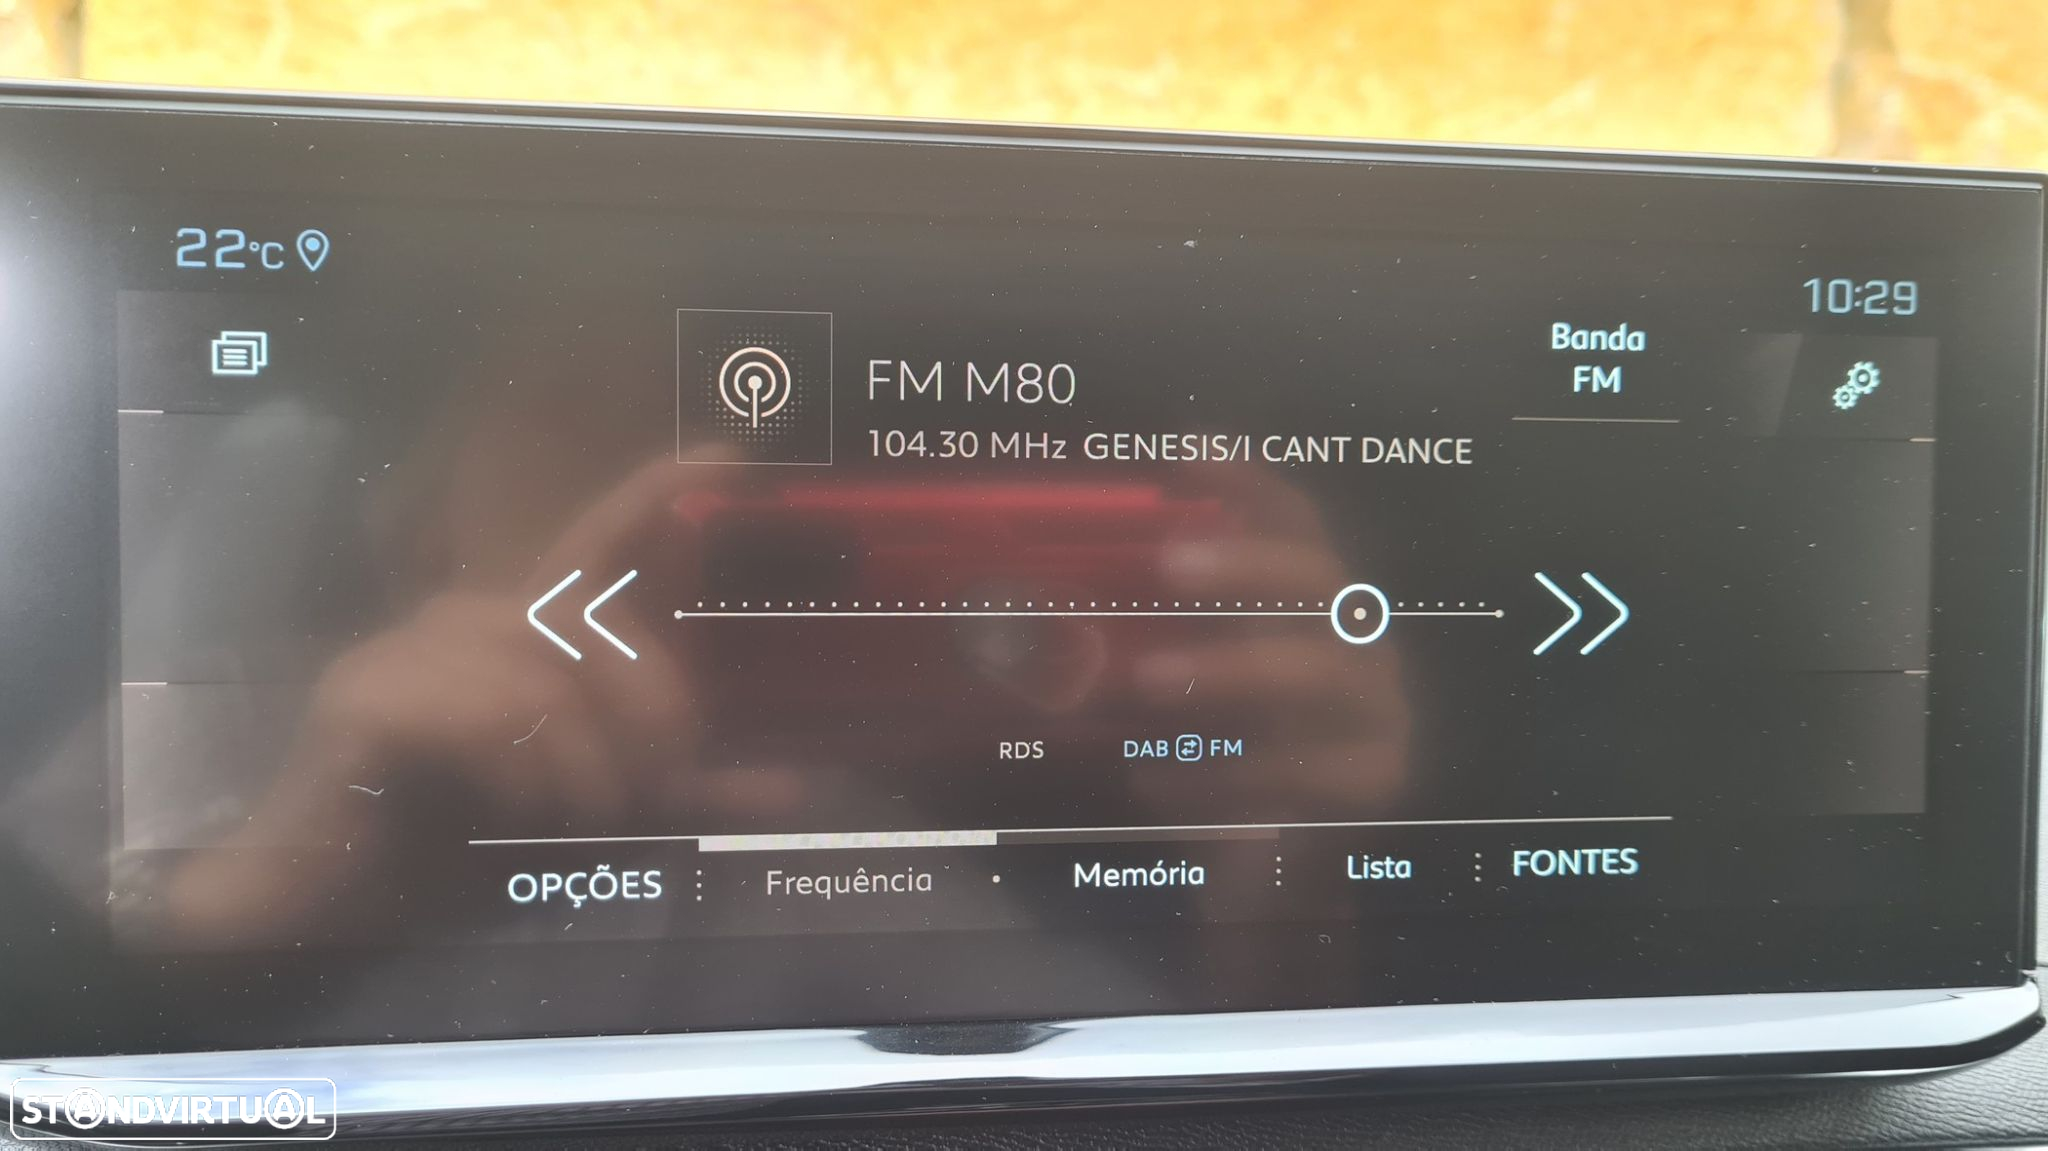 22°C
10:29
Banda
FM
FM M80
104.30 MHz GENESIS/I CANT DANCE
RDS
DAB FM
OPÇÕES Frequência Memória Lista FONTES
STANDVIRTUAL